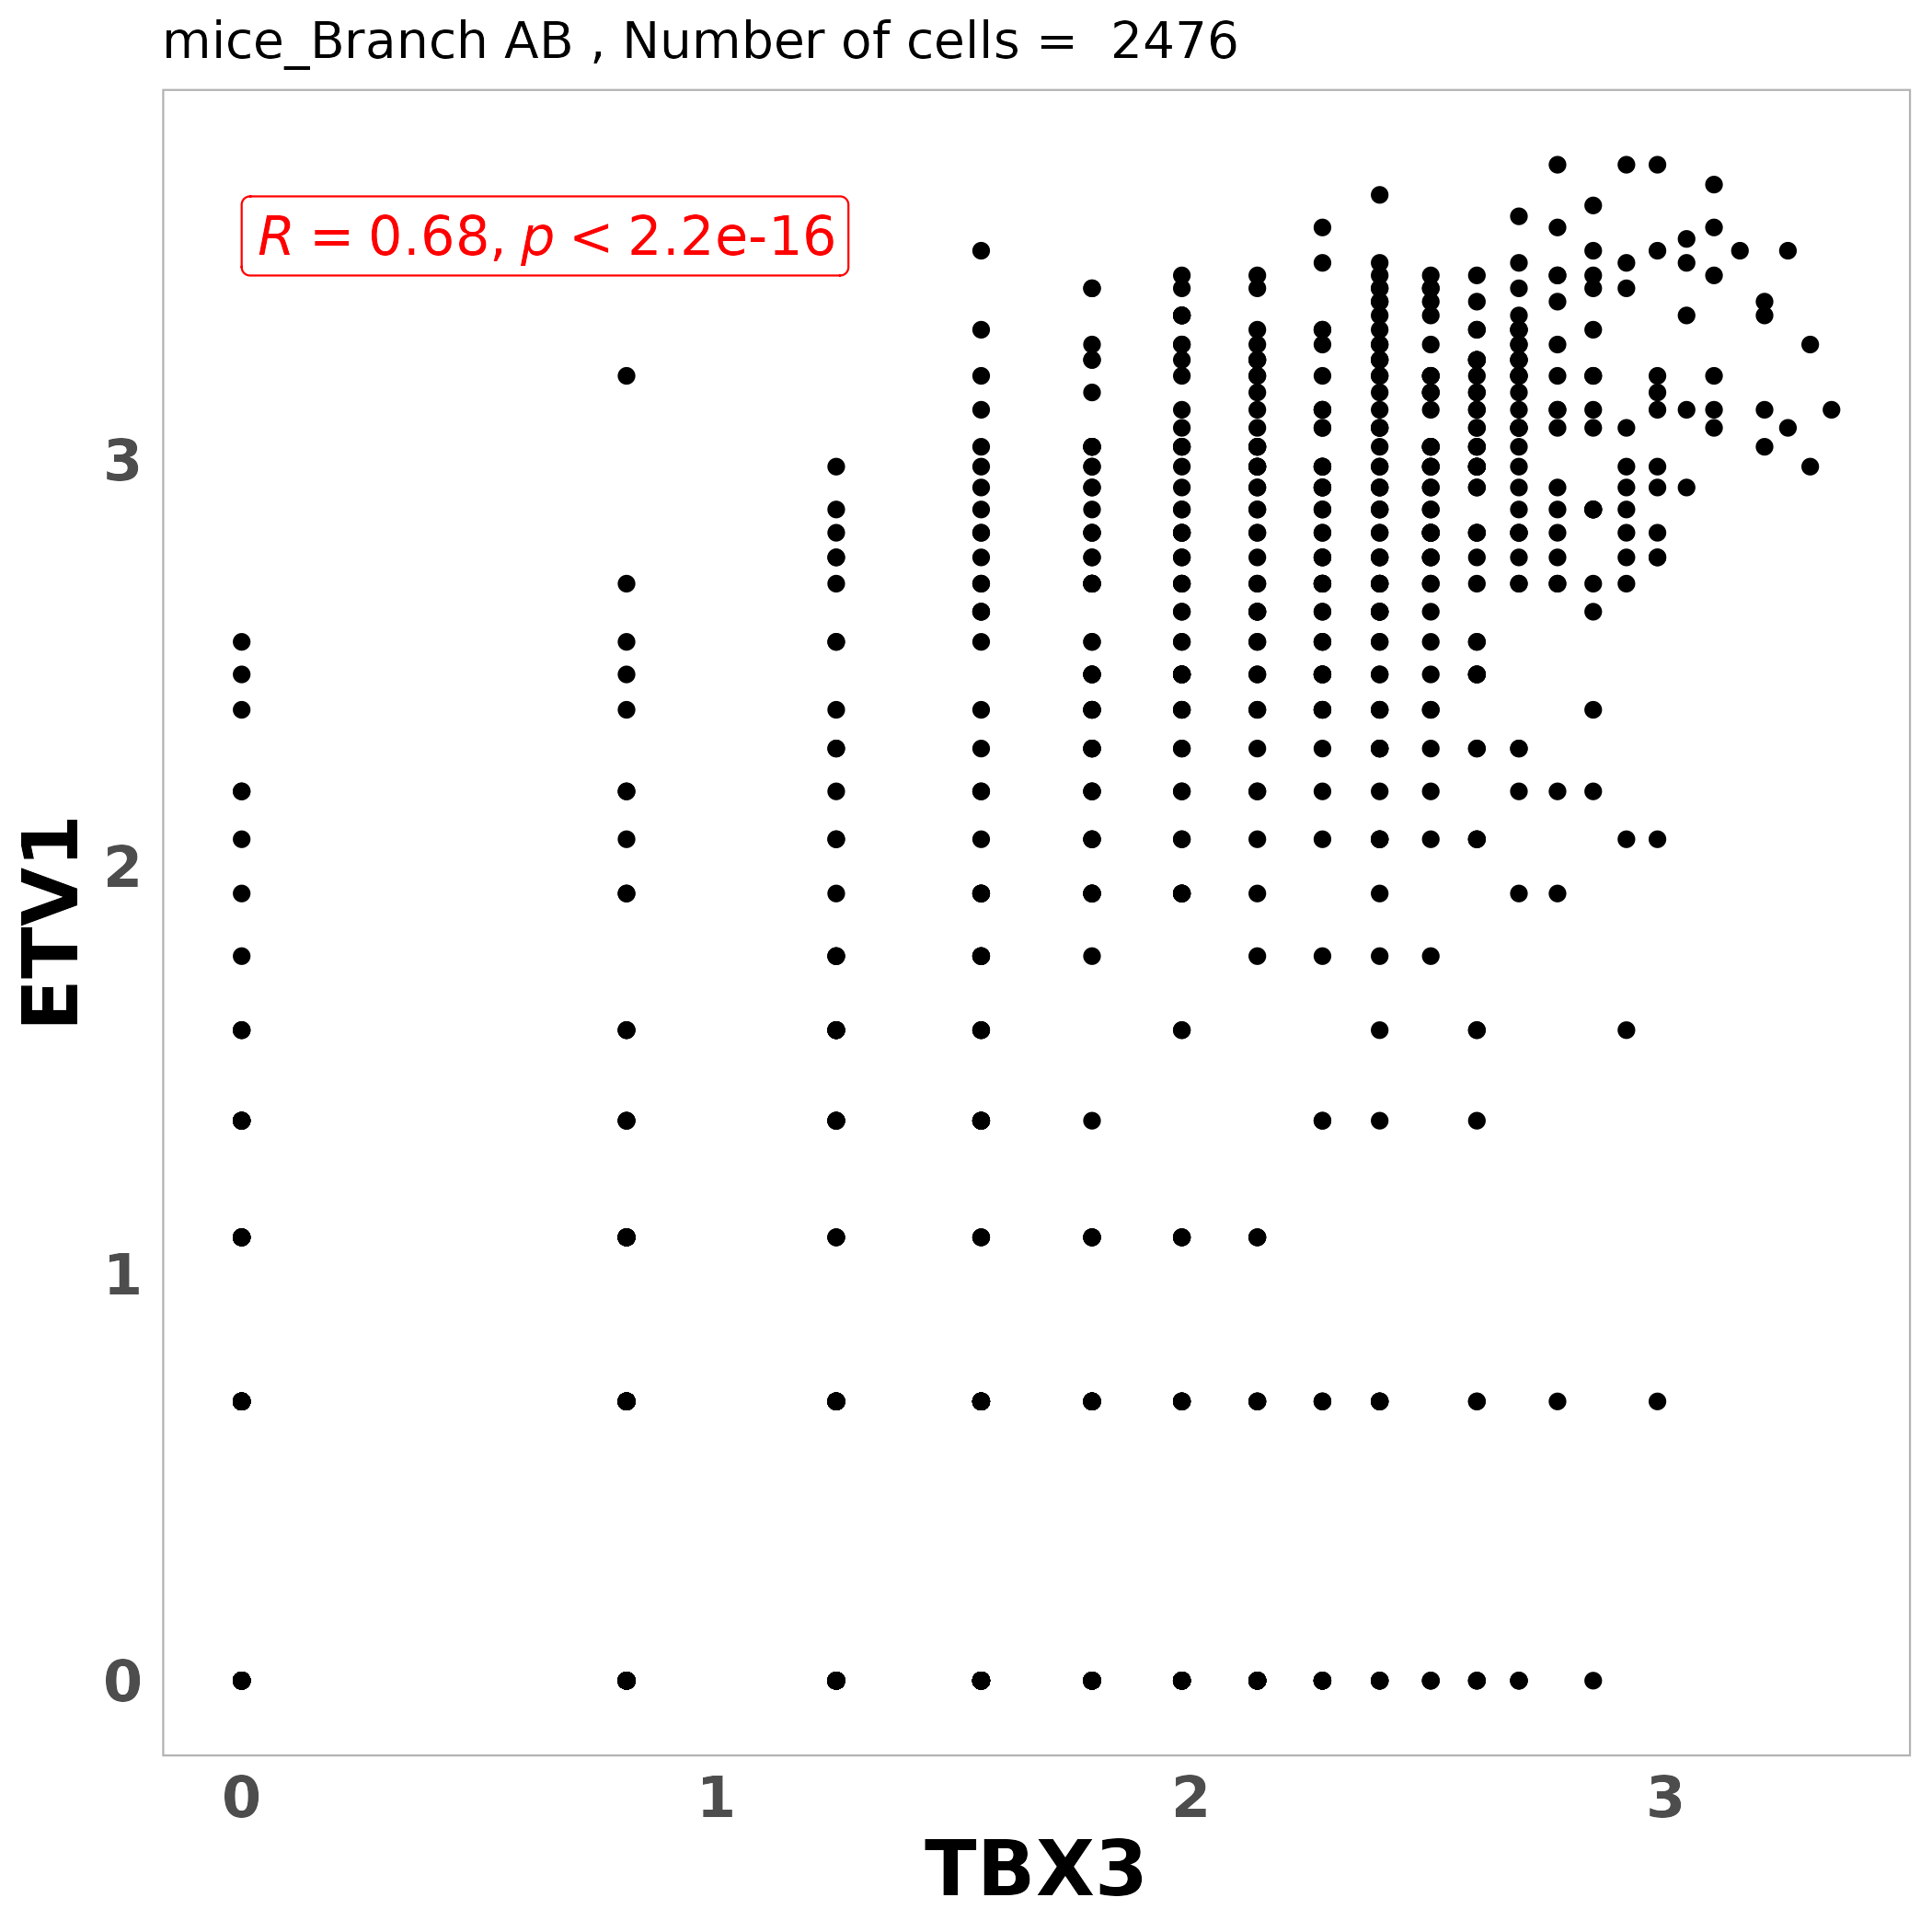 mice_Branch AB , Number of cells =  2476
R = 0.68, p < 2.2e-16
ETV1
3
2
1
0
0 1 2 3
TBX3